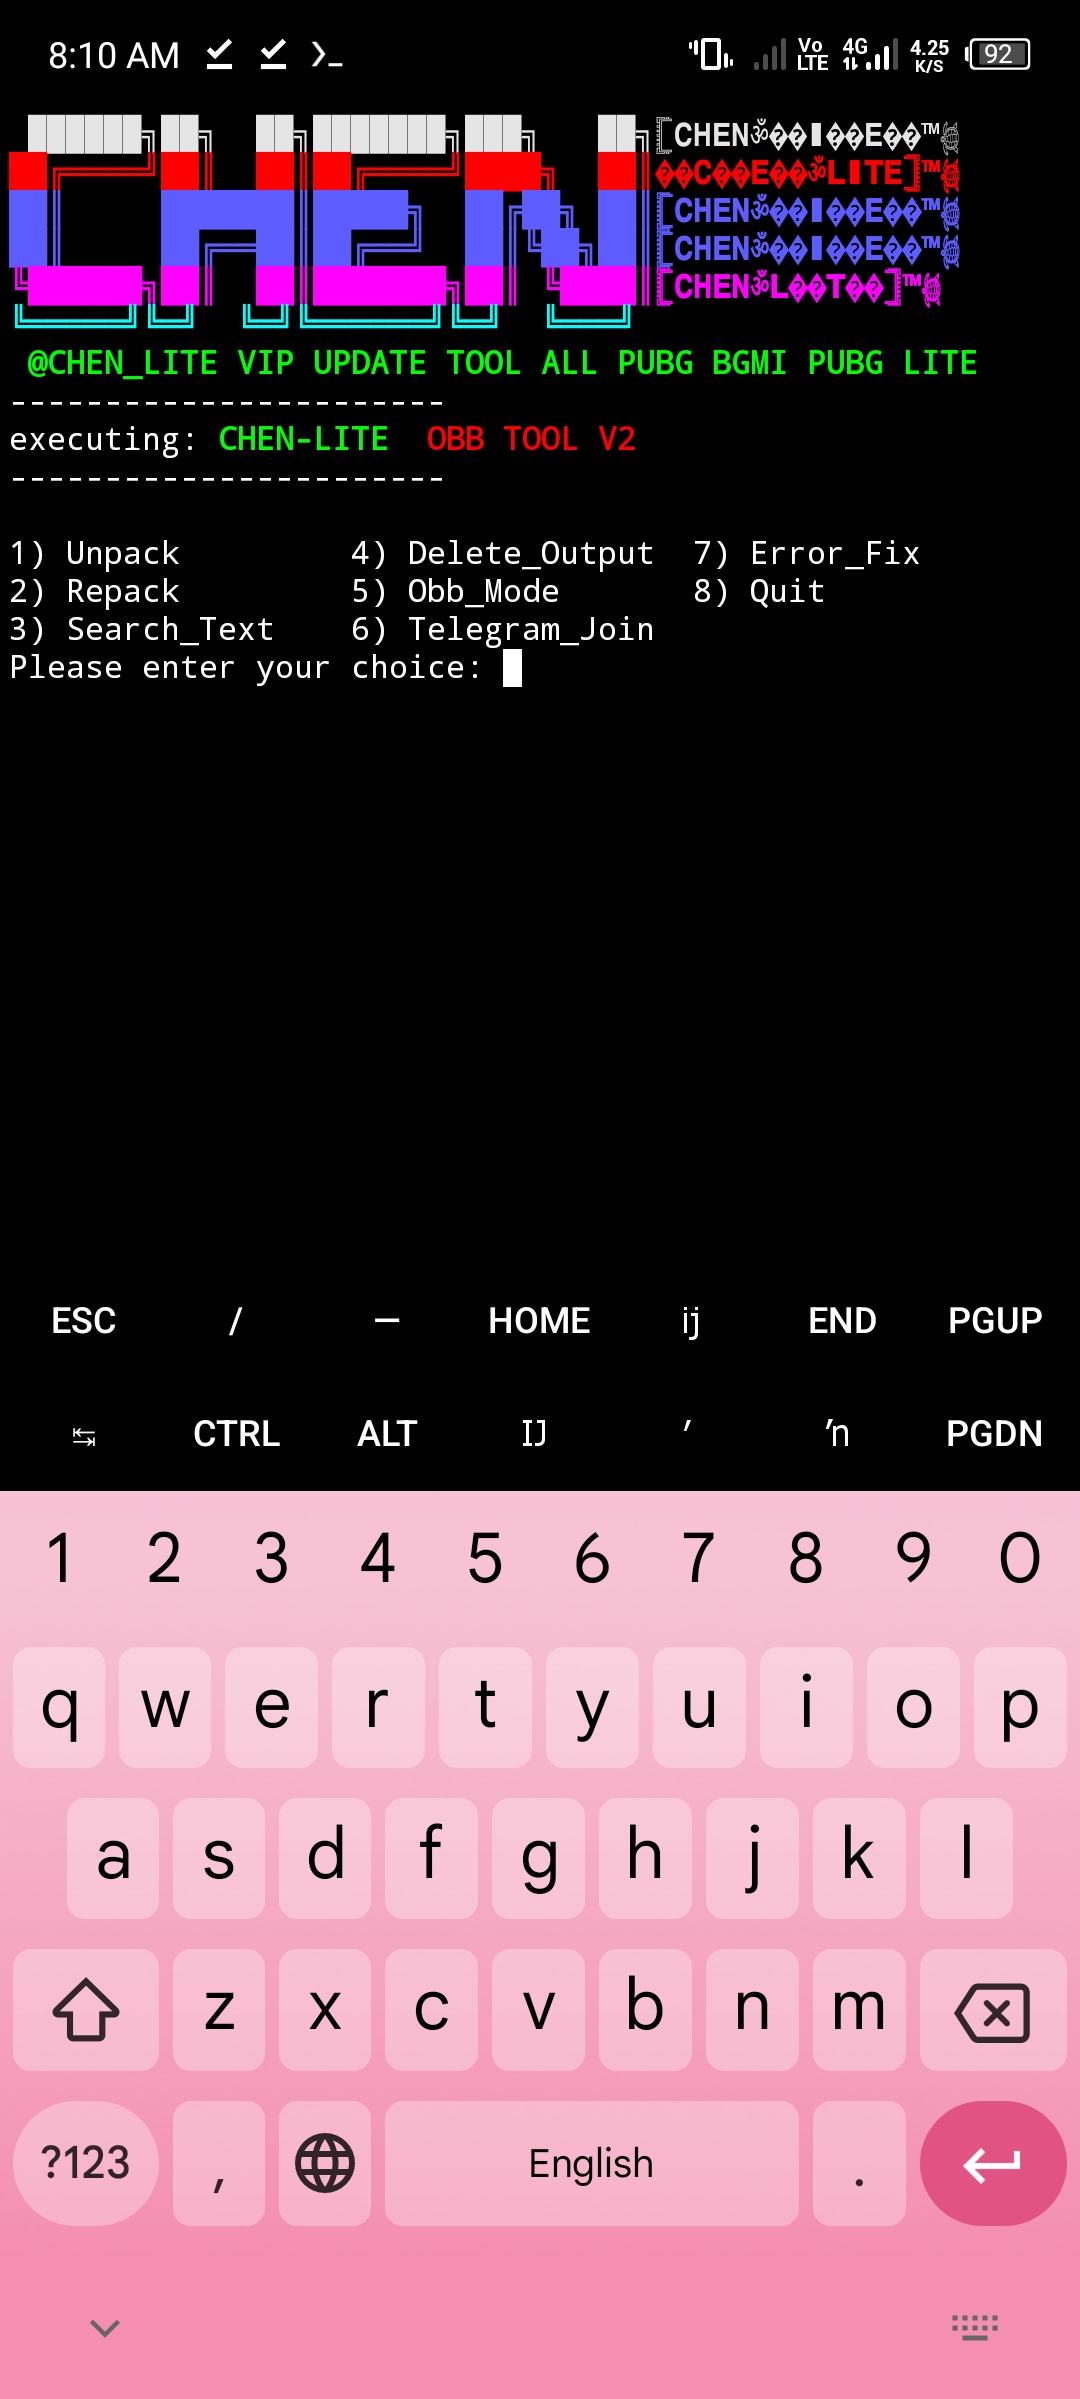 8:10 AM Vo LTE 4G 4.25 K/S 92
CHEN
[CHENॐ��I��E��™
��C��E��ॐLITE]™
[CHENॐ��I��E��™
[CHENॐ��I��E��™
[CHENॐL��T��]™
@CHEN_LITE VIP UPDATE TOOL ALL PUBG BGMI PUBG LITE
-----------------------
executing: CHEN-LITE OBB TOOL V2
-----------------------
1) Unpack 4) Delete_Output 7) Error_Fix
2) Repack 5) Obb_Mode 8) Quit
3) Search_Text 6) Telegram_Join
Please enter your choice:
ESC / — HOME ĳ END PGUP
↹ CTRL ALT Ĳ ′ ŉ PGDN
1 2 3 4 5 6 7 8 9 0
q w e r t y u i o p
a s d f g h j k l
z x c v b n m
?123 , English .